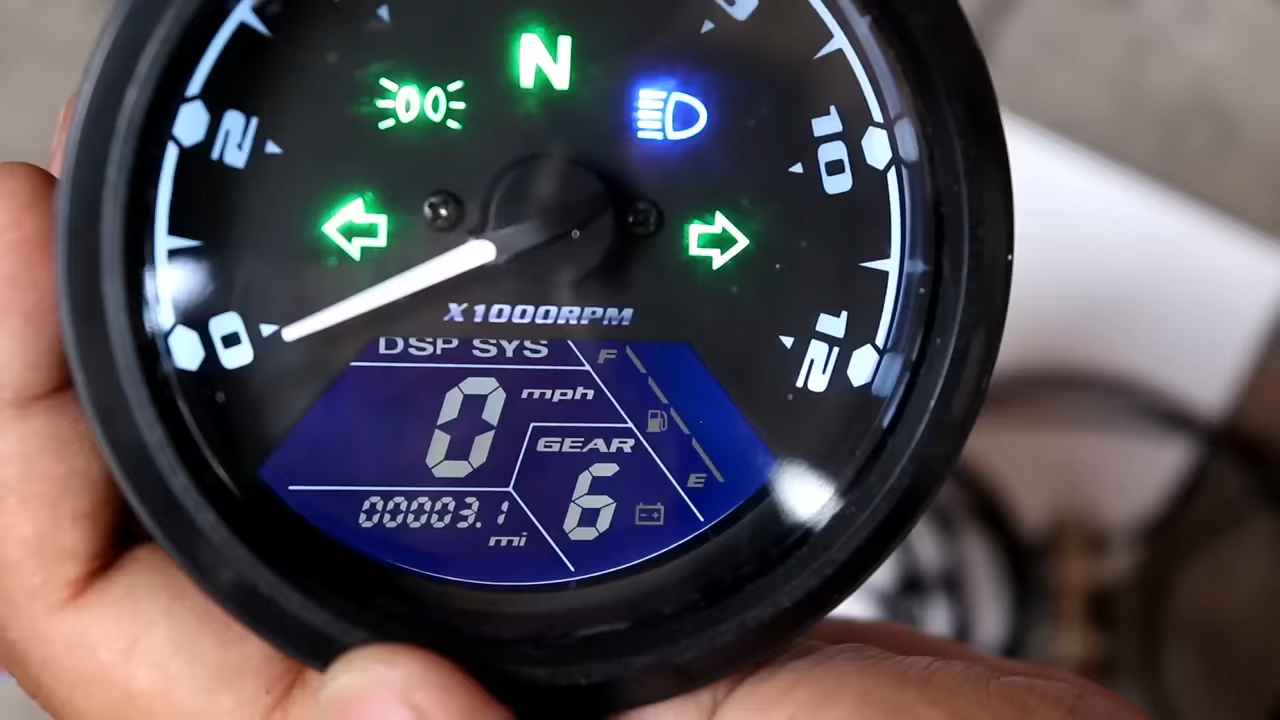 N
2
10
0
12
X1000RPM
DSP SYS
F
0 mph
GEAR
6
E
00003.1
mi